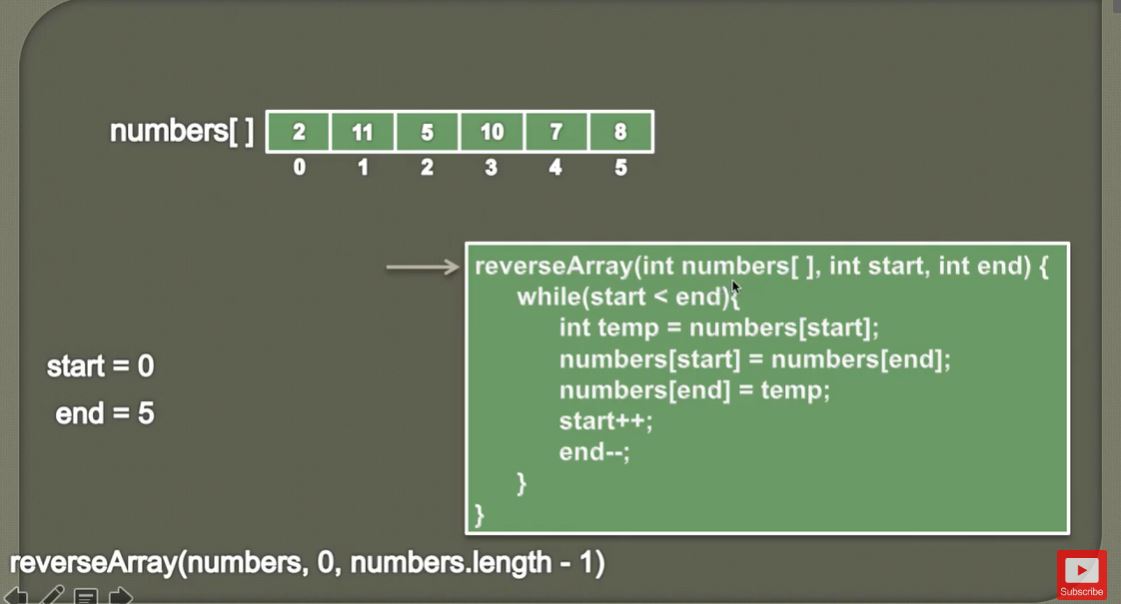 numbers[ ] 2 11 5 10 7 8
0 1 2 3 4 5
reverseArray(int numbers[ ], int start, int end) {
while(start < end){
int temp = numbers[start];
numbers[start] = numbers[end];
numbers[end] = temp;
start++;
end--;
}
}
start = 0
end = 5
reverseArray(numbers, 0, numbers.length - 1)
Subscribe